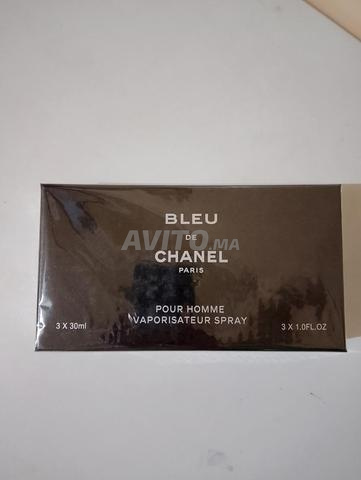 BLEU
DE
CHANEL
PARIS
AVITO.MA
POUR HOMME
VAPORISATEUR SPRAY
3 X 30ml
3 X 1.0FL.OZ